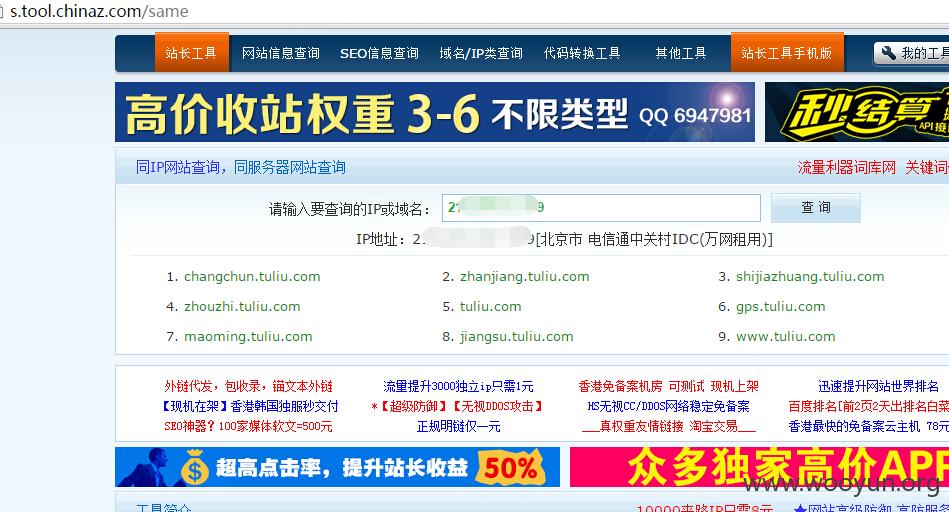 s.tool.chinaz.com/same
站长工具 网站信息查询 SEO信息查询 域名/IP类查询 代码转换工具 其他工具 站长工具手机版 我的工具
高价收站权重 3-6 不限类型 QQ 6947981 秒结算 API接
同IP网站查询，同服务器网站查询 流量利器词库网 关键词
请输入要查询的IP或域名： 2 9 查 询
IP地址：2 9[北京市 电信通中关村IDC(万网租用)]
1. changchun.tuliu.com 2. zhanjiang.tuliu.com 3. shijiazhuang.tuliu.com
4. zhouzhi.tuliu.com 5. tuliu.com 6. gps.tuliu.com
7. maoming.tuliu.com 8. jiangsu.tuliu.com 9. www.tuliu.com
外链代发，包收录，锚文本外链 流量提升3000独立ip只需1元 香港免备案机房 可测试 现机上架 迅速提升网站世界排名
【现机在架】香港韩国独服秒交付 *【超级防御】【无视DDOS攻击】 HS无视CC/DDOS网络稳定免备案 百度排名[前2页2天出排名白菜
SEO神器？100家媒体软文=500元 正规明链仅一元 ___真权重友情链接 淘宝交易___ 香港最快的免备案云主机 78元
超高点击率，提升站长收益 50% 众多独家高价APP
www.wooyun.org
工具简介 10000来路IP只需8元 ★网站高级防御 高防服务